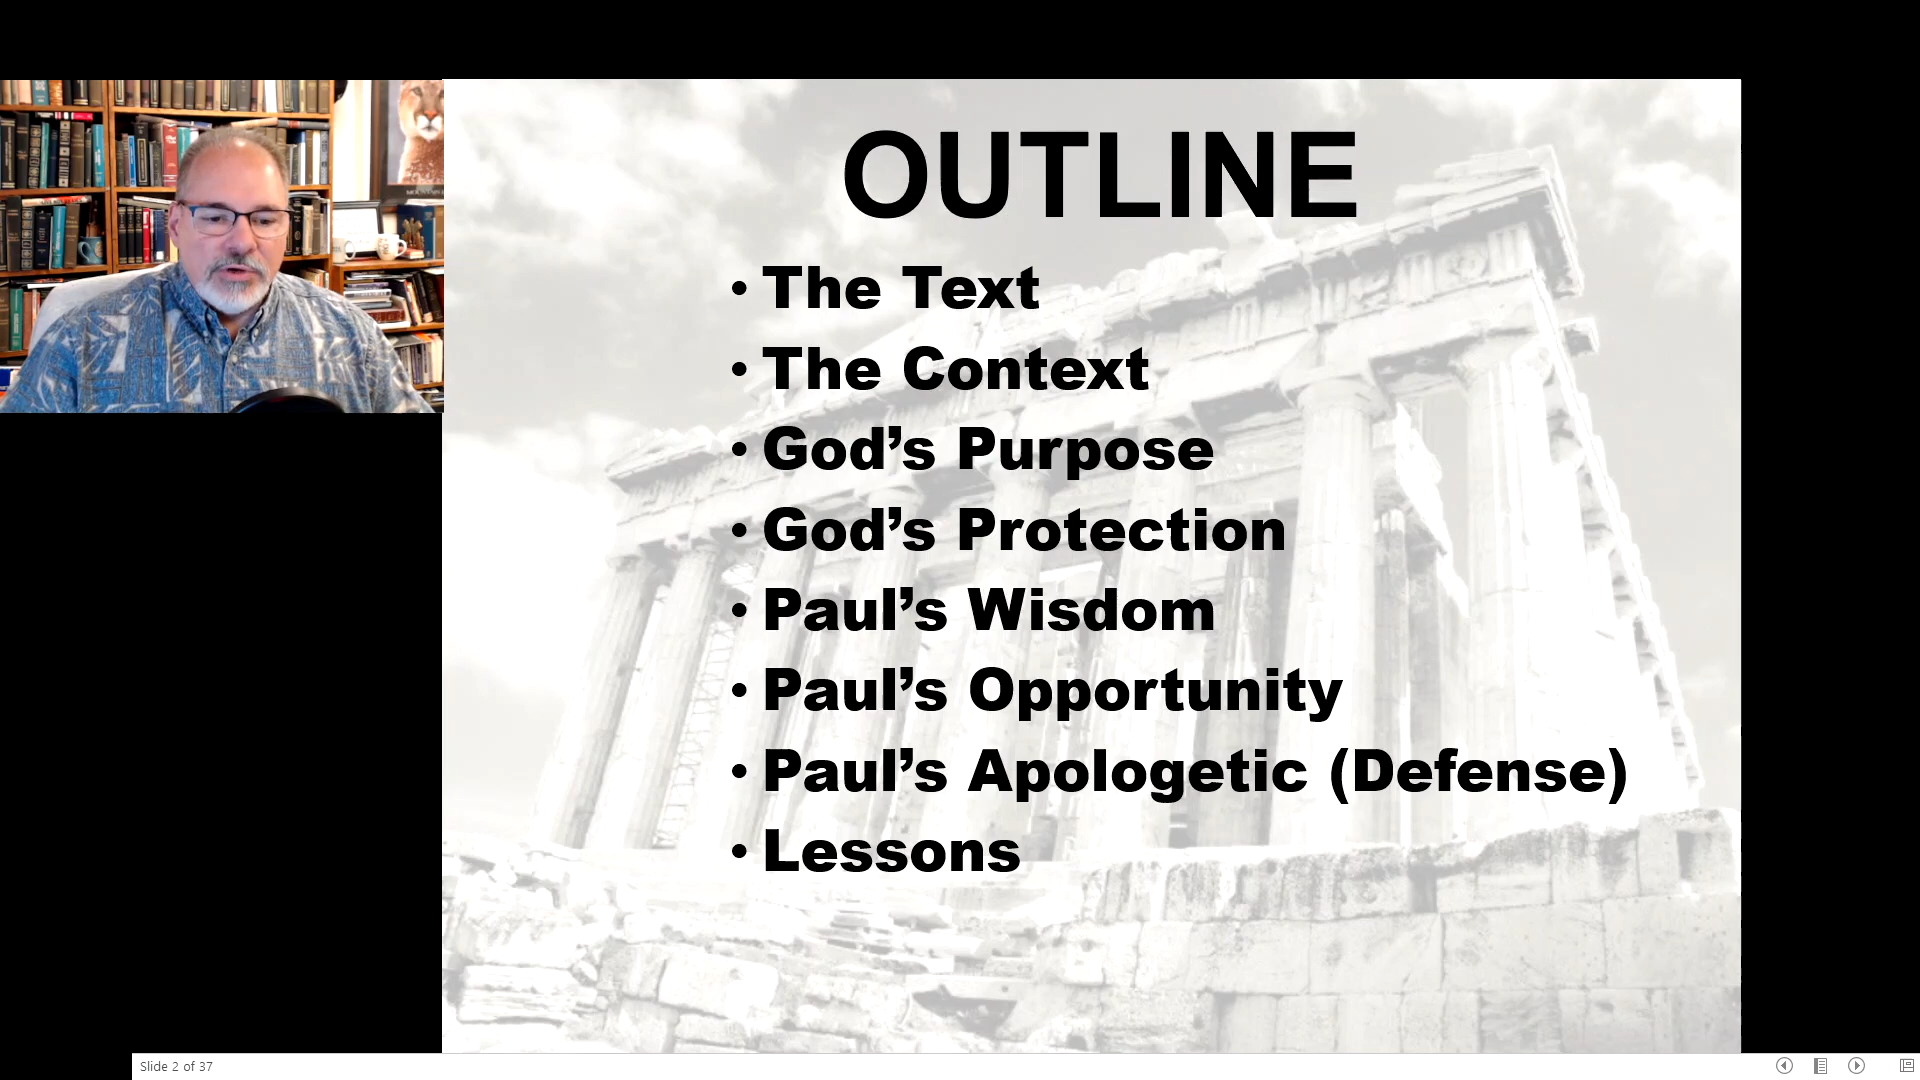 OUTLINE
• The Text
• The Context
• God’s Purpose
• God’s Protection
• Paul’s Wisdom
• Paul’s Opportunity
• Paul’s Apologetic (Defense)
• Lessons
Slide 2 of 37